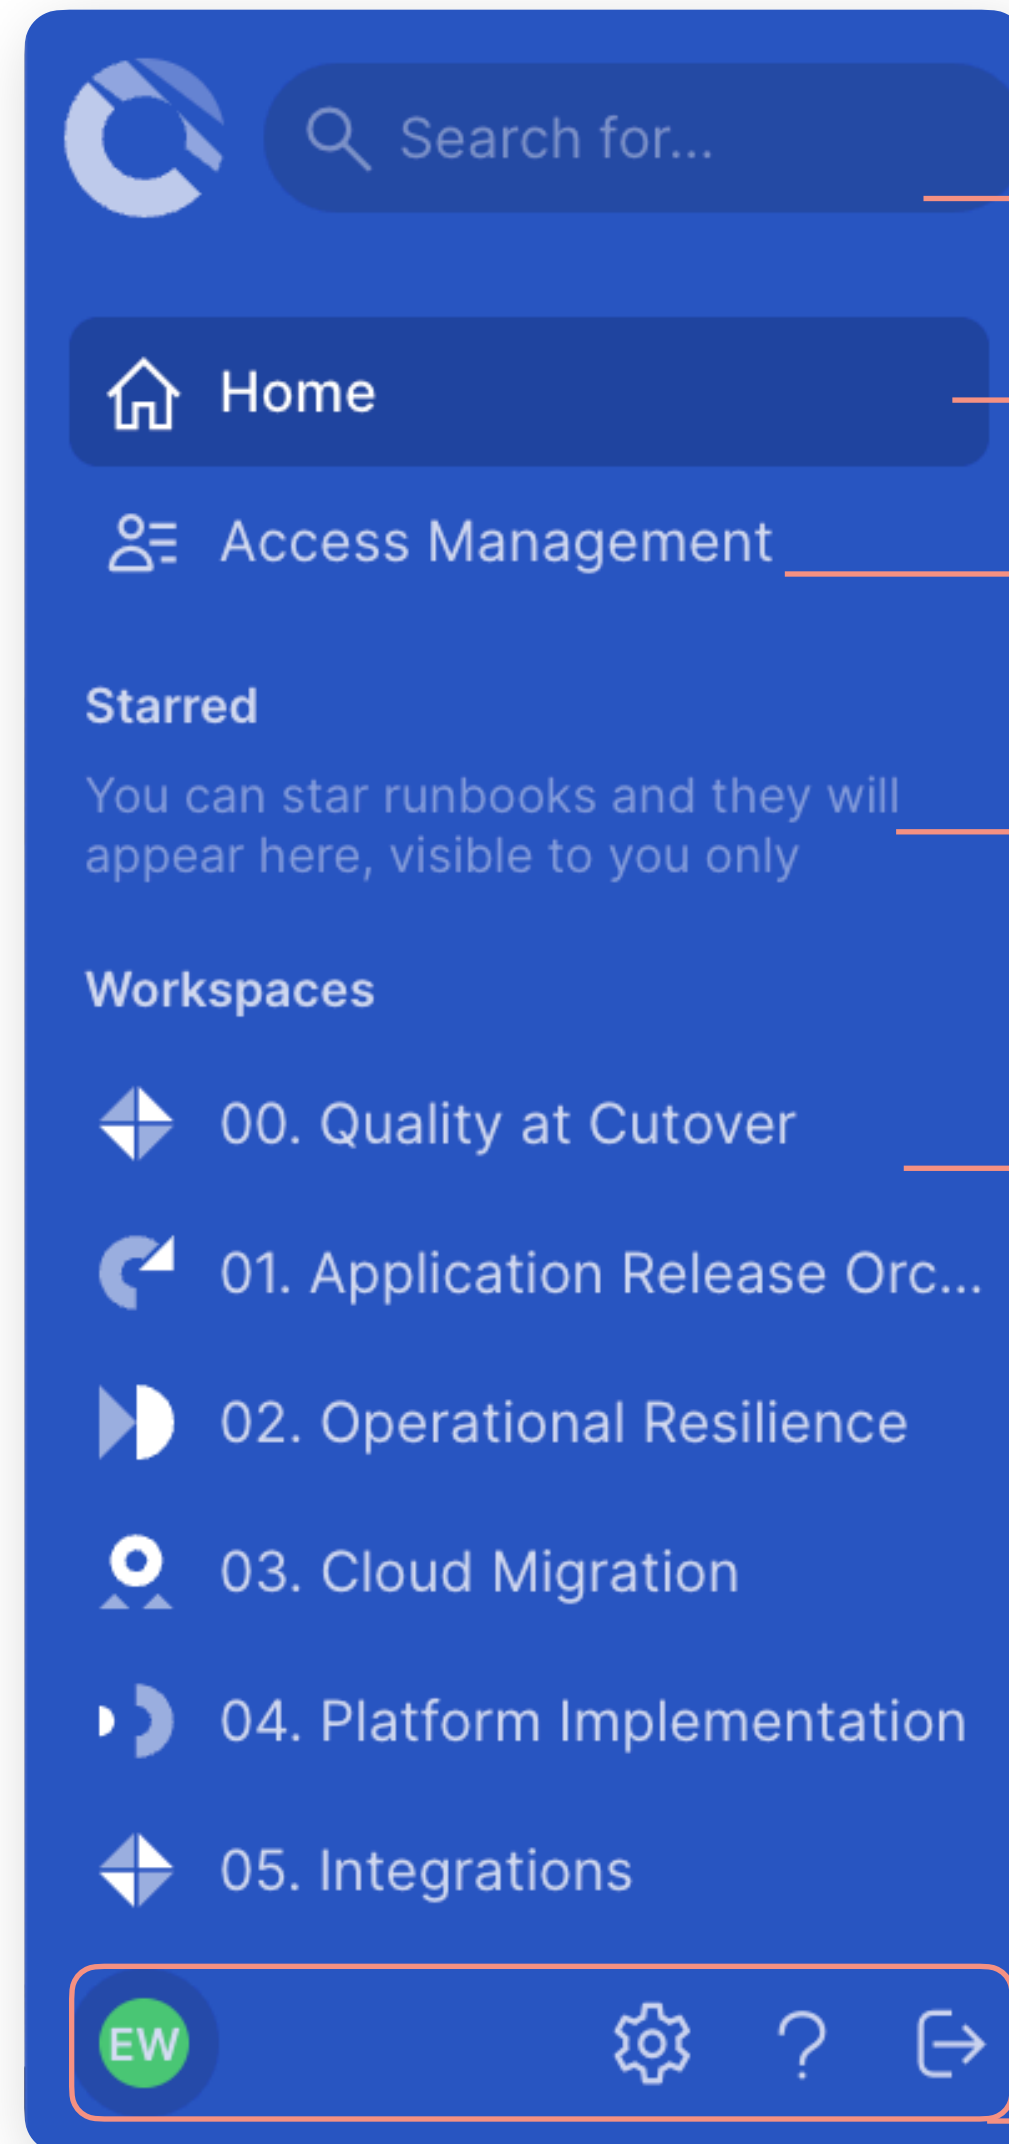 Search for...
Home
Access Management
Starred
You can star runbooks and they will
appear here, visible to you only
Workspaces
00. Quality at Cutover
01. Application Release Orc...
02. Operational Resilience
03. Cloud Migration
04. Platform Implementation
05. Integrations
EW